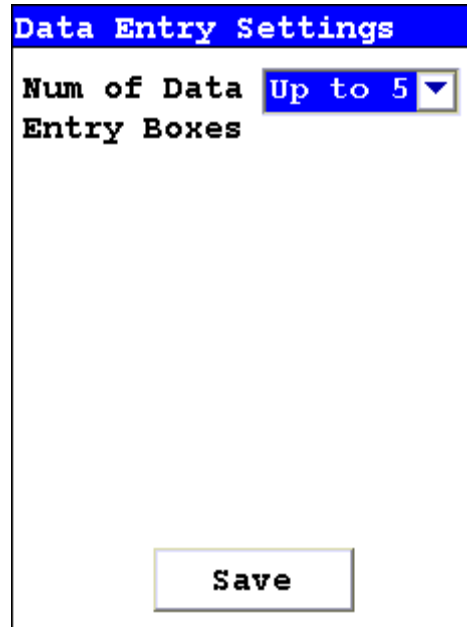 Data Entry Settings
Num of Data Up to 5
Entry Boxes
Save